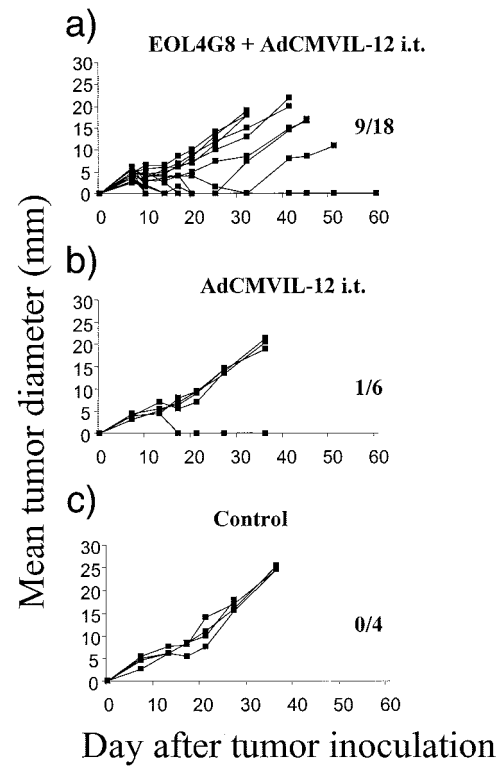 a)
EOL4G8 + AdCMVIL-12 i.t.
30
25
20
15
10
5
0
9/18
0 10 20 30 40 50 60
b)
AdCMVIL-12 i.t.
30
25
20
15
10
5
0
1/6
0 10 20 30 40 50 60
c)
Control
30
25
20
15
10
5
0
0/4
0 10 20 30 40 50 60
Mean tumor diameter (mm)
Day after tumor inoculation